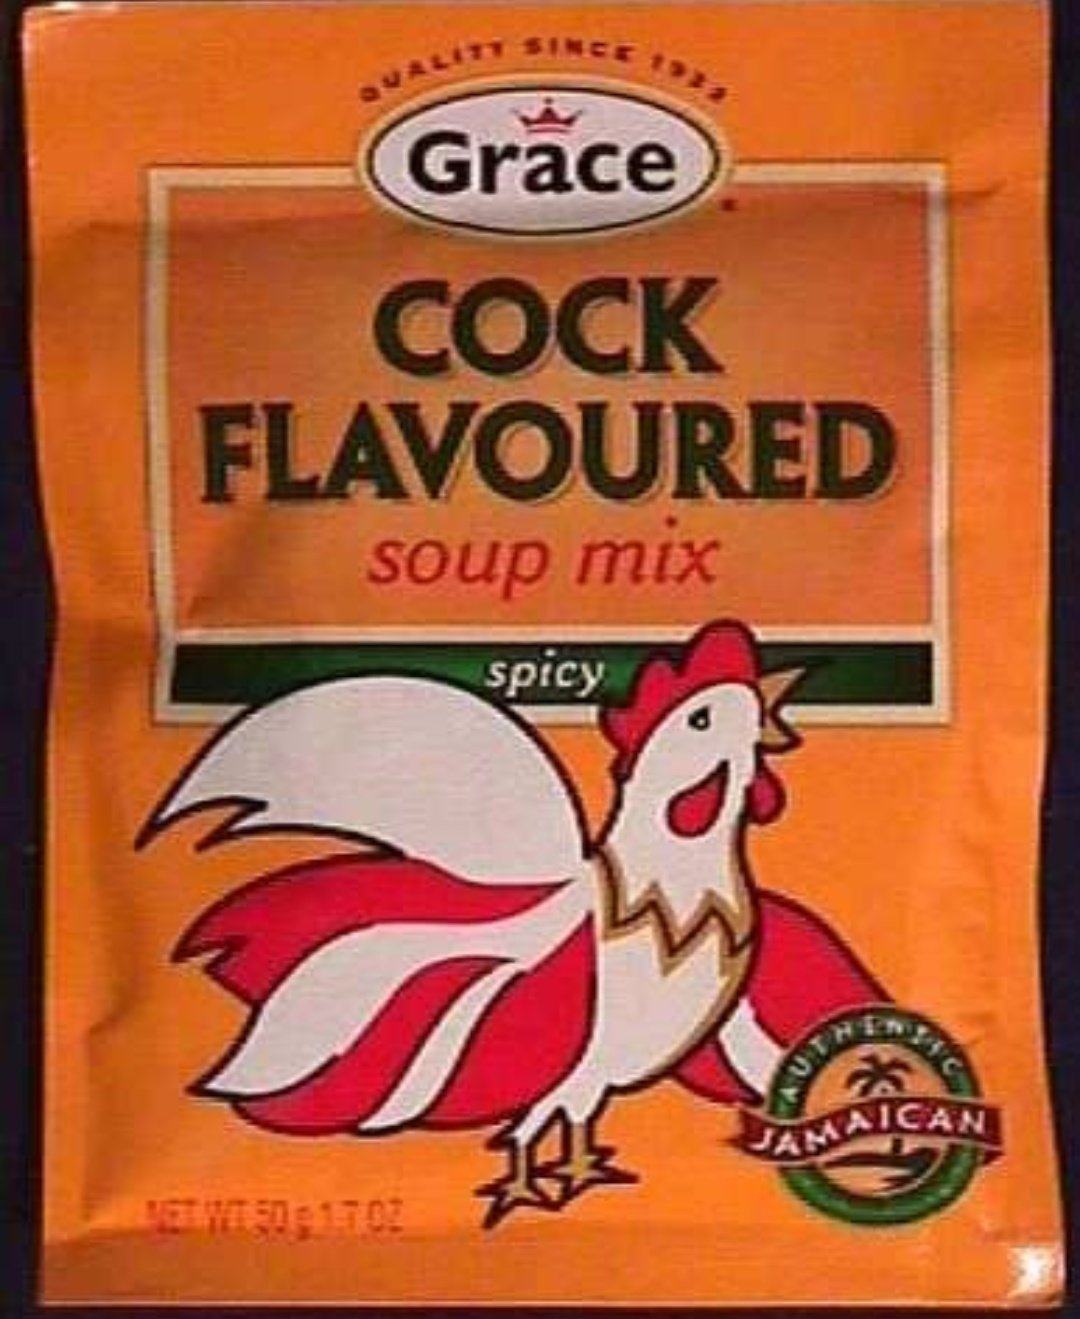 QUALITY SINCE 1922
Grace
COCK
FLAVOURED
soup mix
spicy
AUTHENTIC
JAMAICAN
NET WT 50 g 1.7 OZ